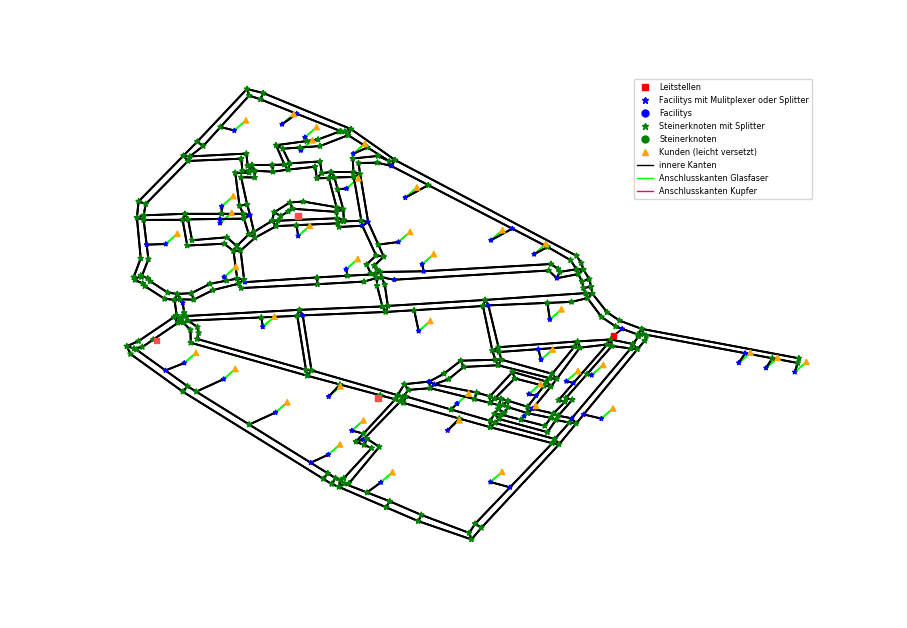 Leitstellen
Facilitys mit Mulitplexer oder Splitter
Facilitys
Steinerknoten mit Splitter
Steinerknoten
Kunden (leicht versetzt)
innere Kanten
Anschlusskanten Glasfaser
Anschlusskanten Kupfer